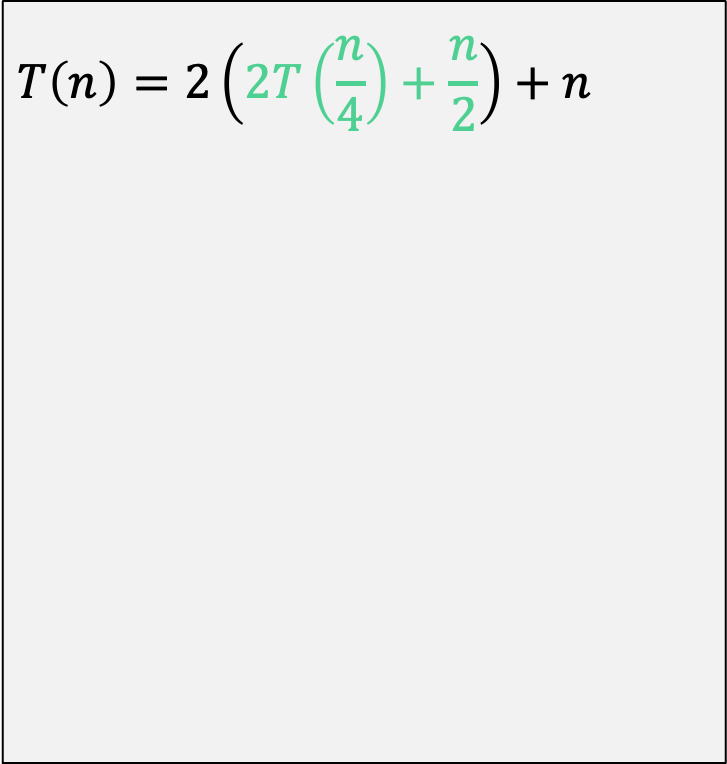 T(n) = 2(2T(n/4) + n/2) + n